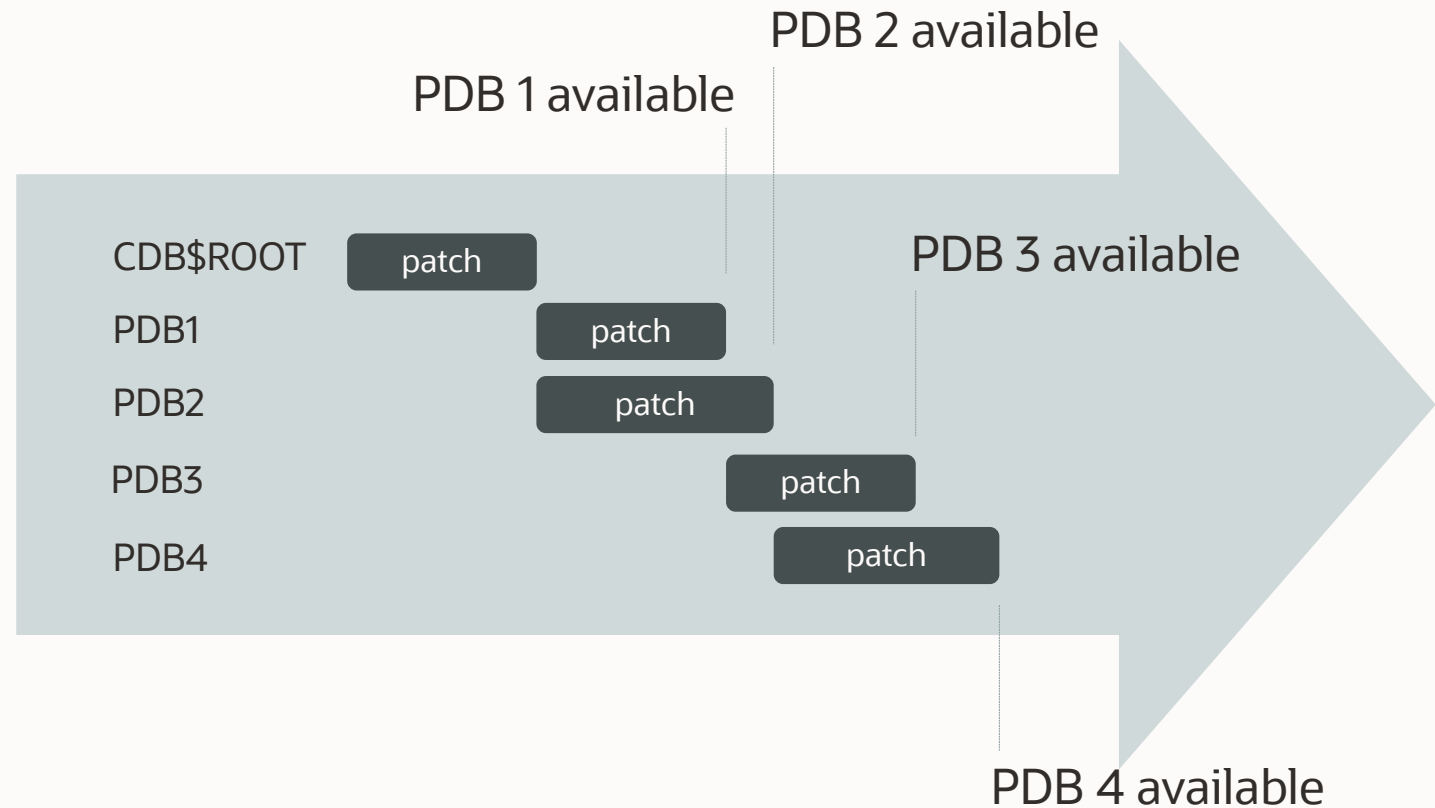 PDB 2 available
PDB 1 available
CDB$ROOT patch PDB 3 available
PDB1 patch
PDB2 patch
PDB3 patch
PDB4 patch
PDB 4 available